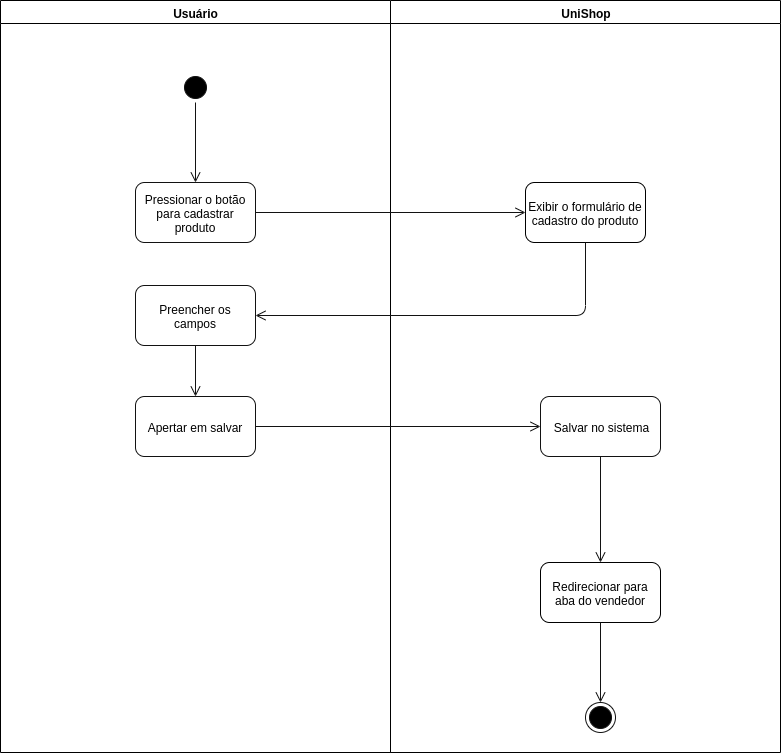 Usuário
UniShop
Pressionar o botão
para cadastrar
produto
Exibir o formulário de
cadastro do produto
Preencher os
campos
Apertar em salvar
Salvar no sistema
Redirecionar para
aba do vendedor